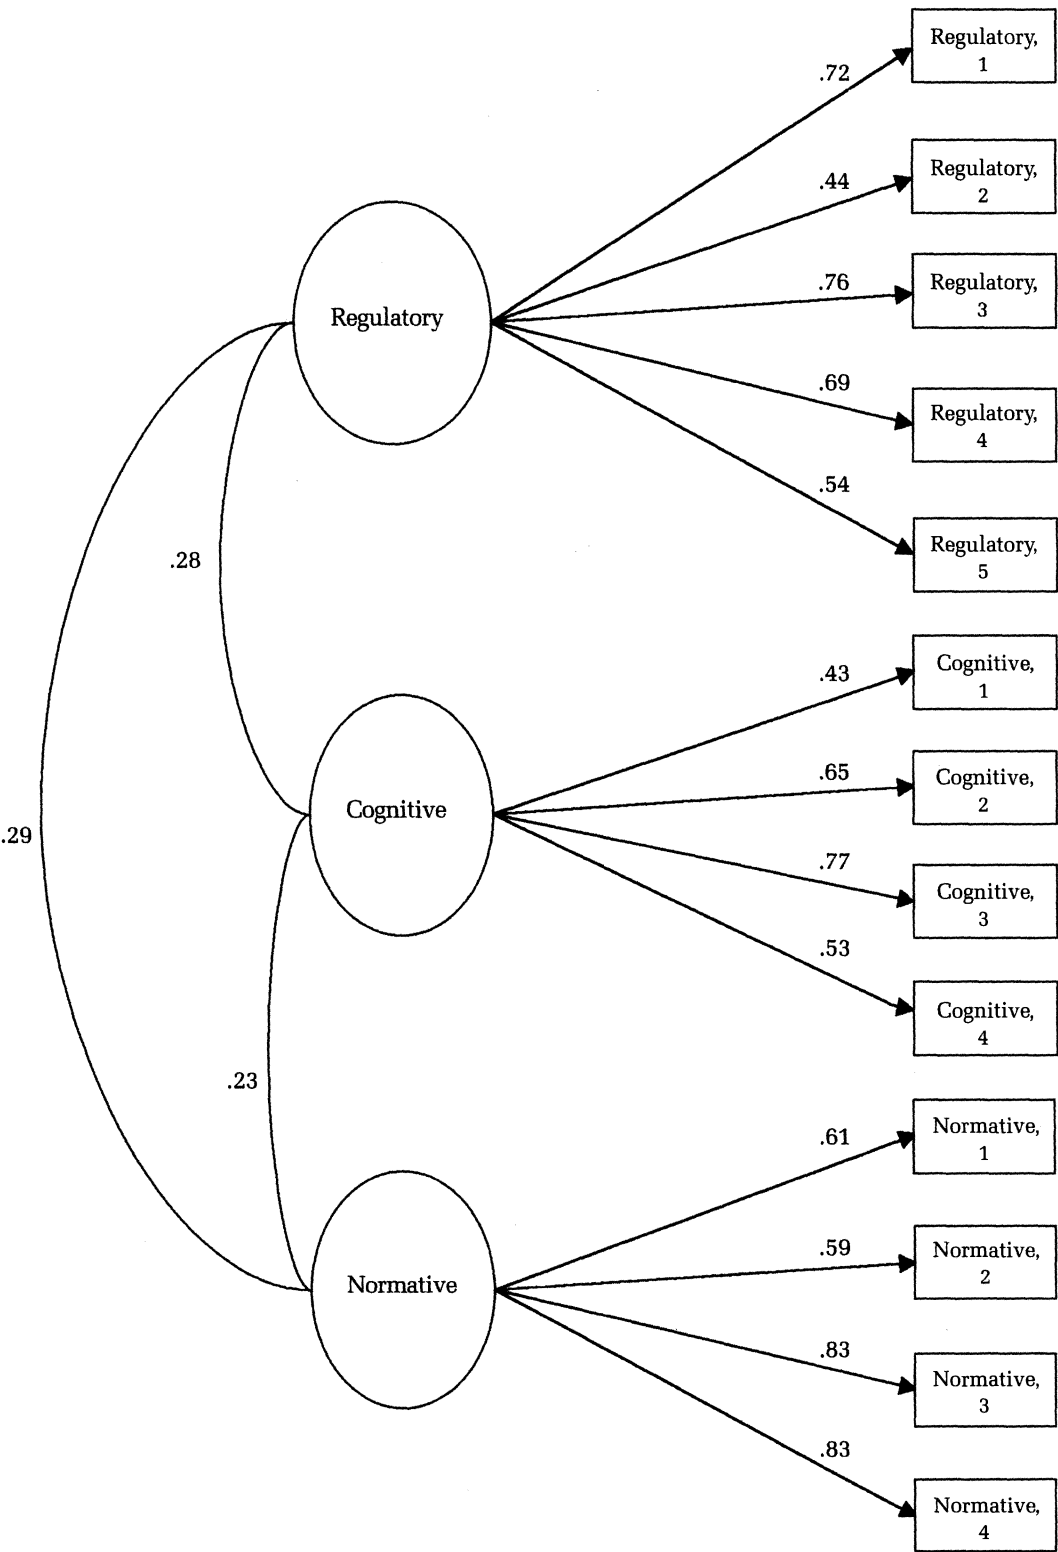 Regulatory,
1
.72
Regulatory,
2
.44
Regulatory,
3
.76
Regulatory
.69
Regulatory,
4
.54
Regulatory,
5
.28
Cognitive,
1
.43
Cognitive,
2
.65
Cognitive
.77
Cognitive,
3
.29
.53
Cognitive,
4
.23
Normative,
1
.61
Normative,
2
.59
Normative
.83
Normative,
3
.83
Normative,
4